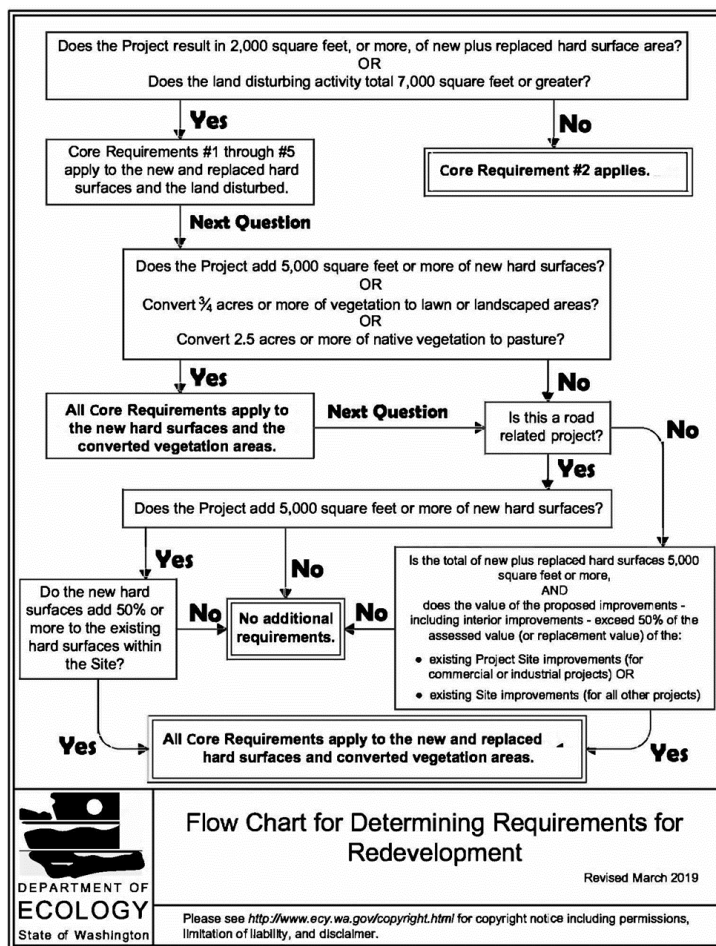 Does the Project result in 2,000 square feet, or more, of new plus replaced hard surface area?
OR
Does the land disturbing activity total 7,000 square feet or greater?
Yes
No
Core Requirements #1 through #5
apply to the new and replaced hard
surfaces and the land disturbed.
Core Requirement #2 applies.
Next Question
Does the Project add 5,000 square feet or more of new hard surfaces?
OR
Convert ¾ acres or more of vegetation to lawn or landscaped areas?
OR
Convert 2.5 acres or more of native vegetation to pasture?
Yes
No
All Core Requirements apply to
the new hard surfaces and the
converted vegetation areas.
Next Question
Is this a road
related project?
No
Yes
Does the Project add 5,000 square feet or more of new hard surfaces?
Yes
No
Do the new hard
surfaces add 50% or
more to the existing
hard surfaces within
the Site?
No
No additional
requirements.
No
Is the total of new plus replaced hard surfaces 5,000
square feet or more,
AND
does the value of the proposed improvements -
including interior improvements - exceed 50% of the
assessed value (or replacement value) of the:
• existing Project Site improvements (for
commercial or industrial projects) OR
• existing Site improvements (for all other projects)
Yes
All Core Requirements apply to the new and replaced
hard surfaces and converted vegetation areas.
Yes
DEPARTMENT OF
ECOLOGY
State of Washington
Flow Chart for Determining Requirements for
Redevelopment
Revised March 2019
Please see http://www.ecy.wa.gov/copyright.html for copyright notice including permissions,
limitation of liability, and disclaimer.